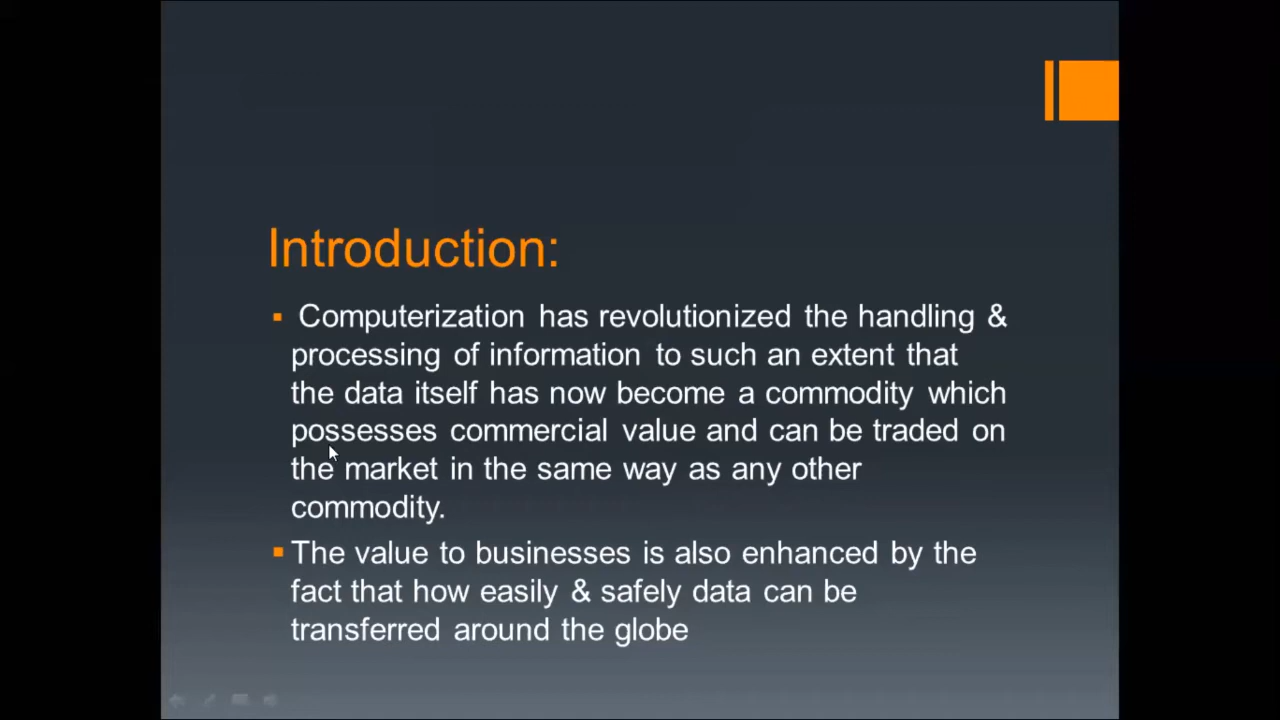 Introduction:
▪ Computerization has revolutionized the handling &
processing of information to such an extent that
the data itself has now become a commodity which
possesses commercial value and can be traded on
the market in the same way as any other
commodity.
▪ The value to businesses is also enhanced by the
fact that how easily & safely data can be
transferred around the globe